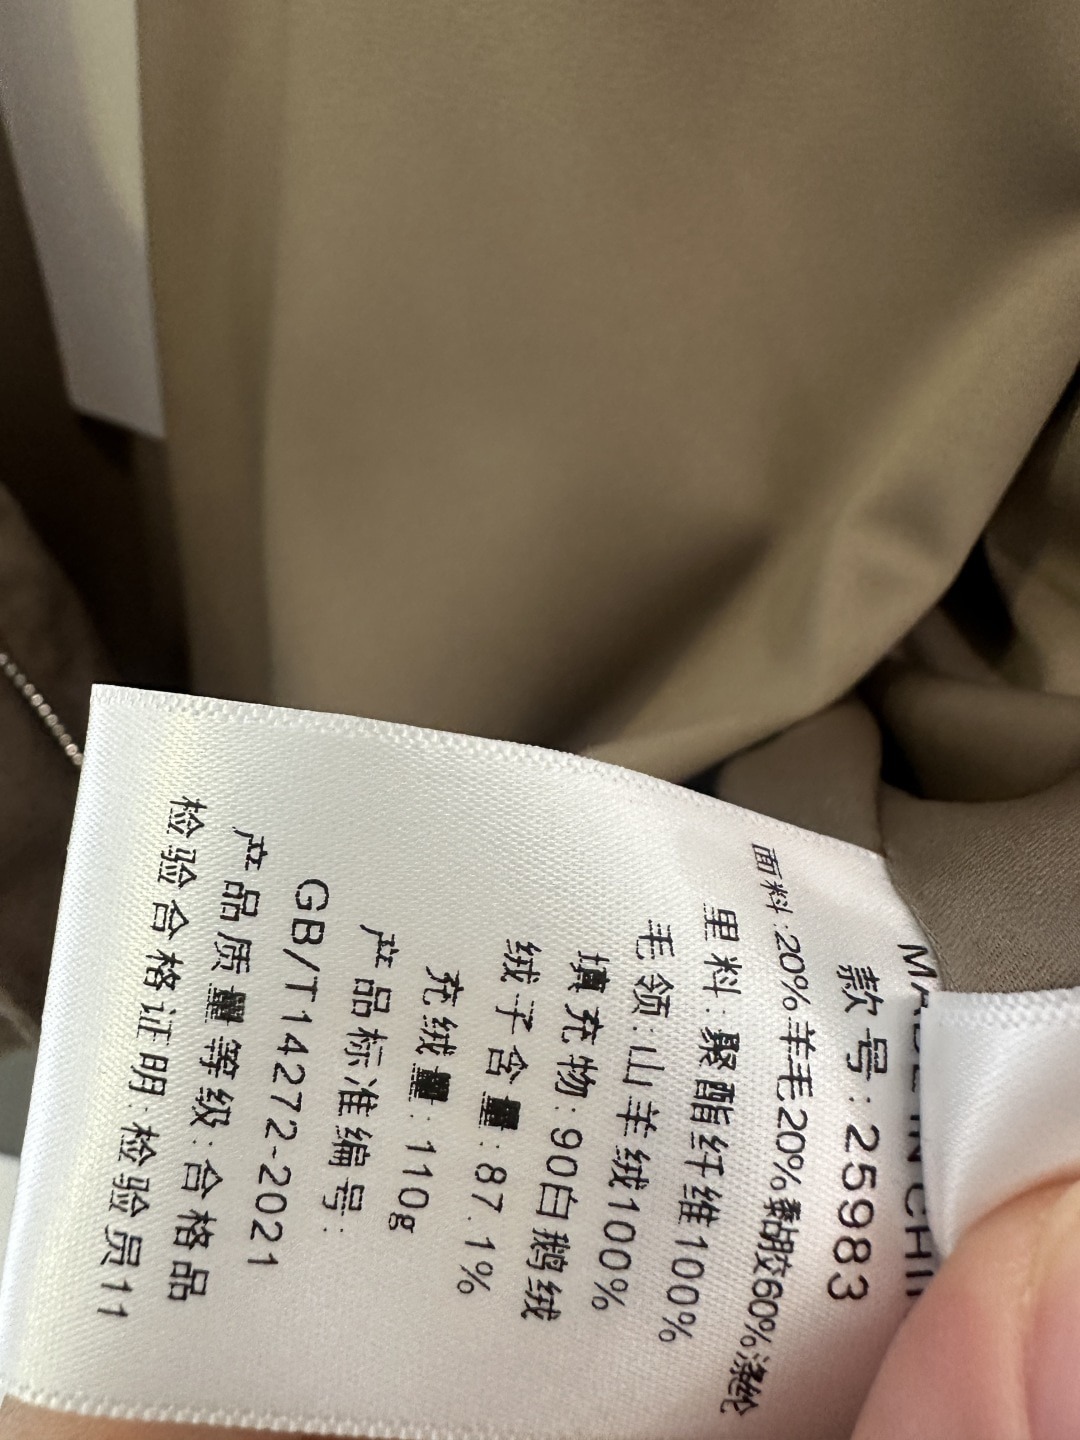 MADE IN CHI
款号:25983
面料:20%羊毛20%黏胶60%涤纶
里料:聚酯纤维100%
毛领:山羊绒100%
填充物:90白鹅绒
绒子含量:87.1%
充绒量:110g
产品标准编号:
GB/T14272-2021
产品质量等级:合格品
检验合格证明:检验员11